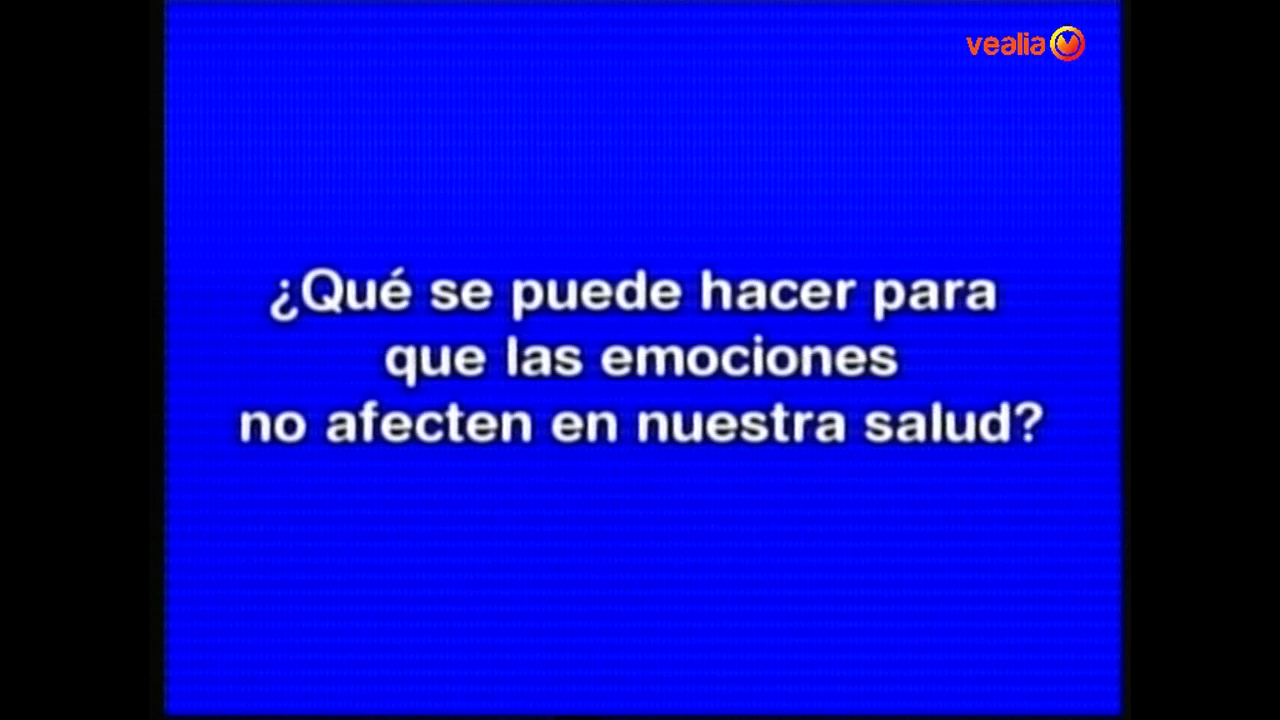 vealia
¿Qué se puede hacer para
que las emociones
no afecten en nuestra salud?